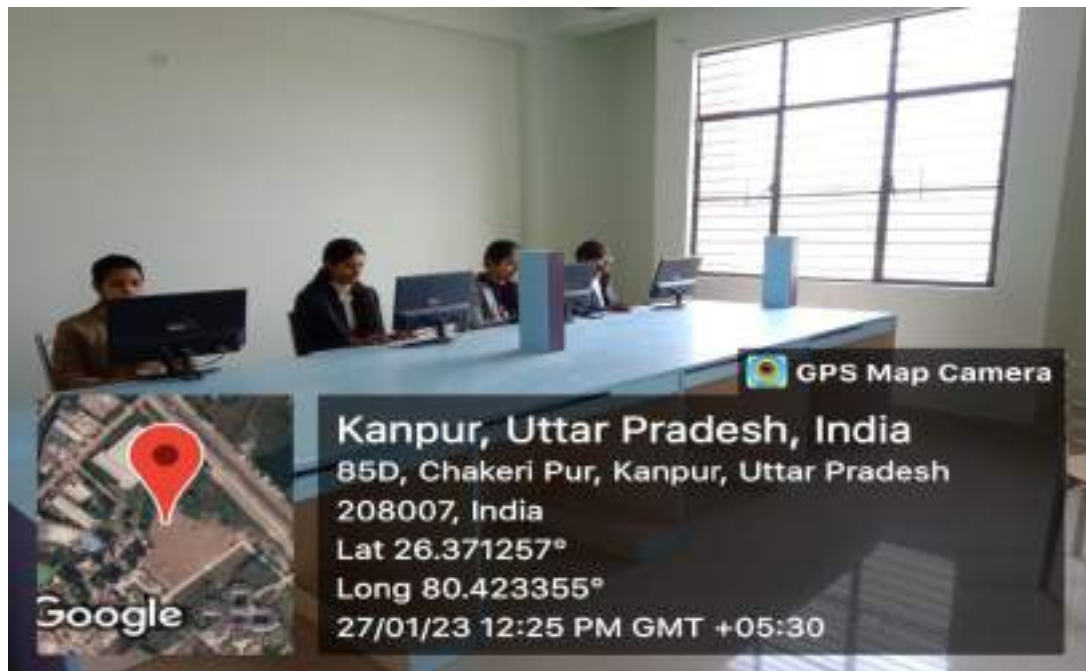 GPS Map Camera
Kanpur, Uttar Pradesh, India
85D, Chakeri Pur, Kanpur, Uttar Pradesh
208007, India
Lat 26.371257°
Long 80.423355°
27/01/23 12:25 PM GMT +05:30
Google